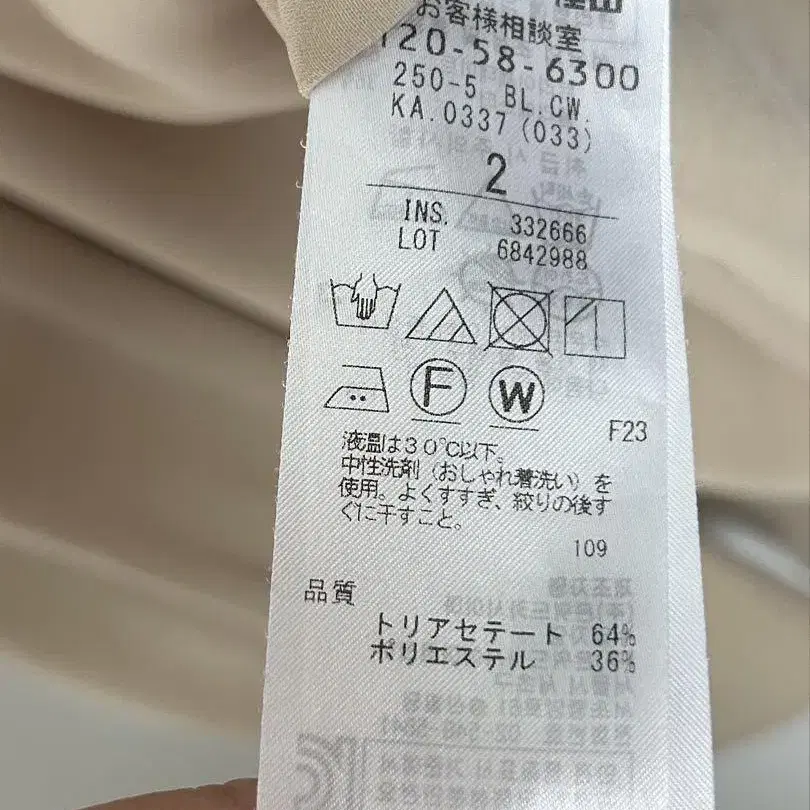 お客様相談室
120-58-6300
250-5 BL.CW.
KA.0337 (033)
2
INS. 332666
LOT 6842988
F
W
F23
液温は30℃以下。
中性洗剤（おしゃれ着洗い）を
使用。よくすすぎ、絞りの後す
ぐに干すこと。
109
品質
トリアセテート 64%
ポリエステル 36%